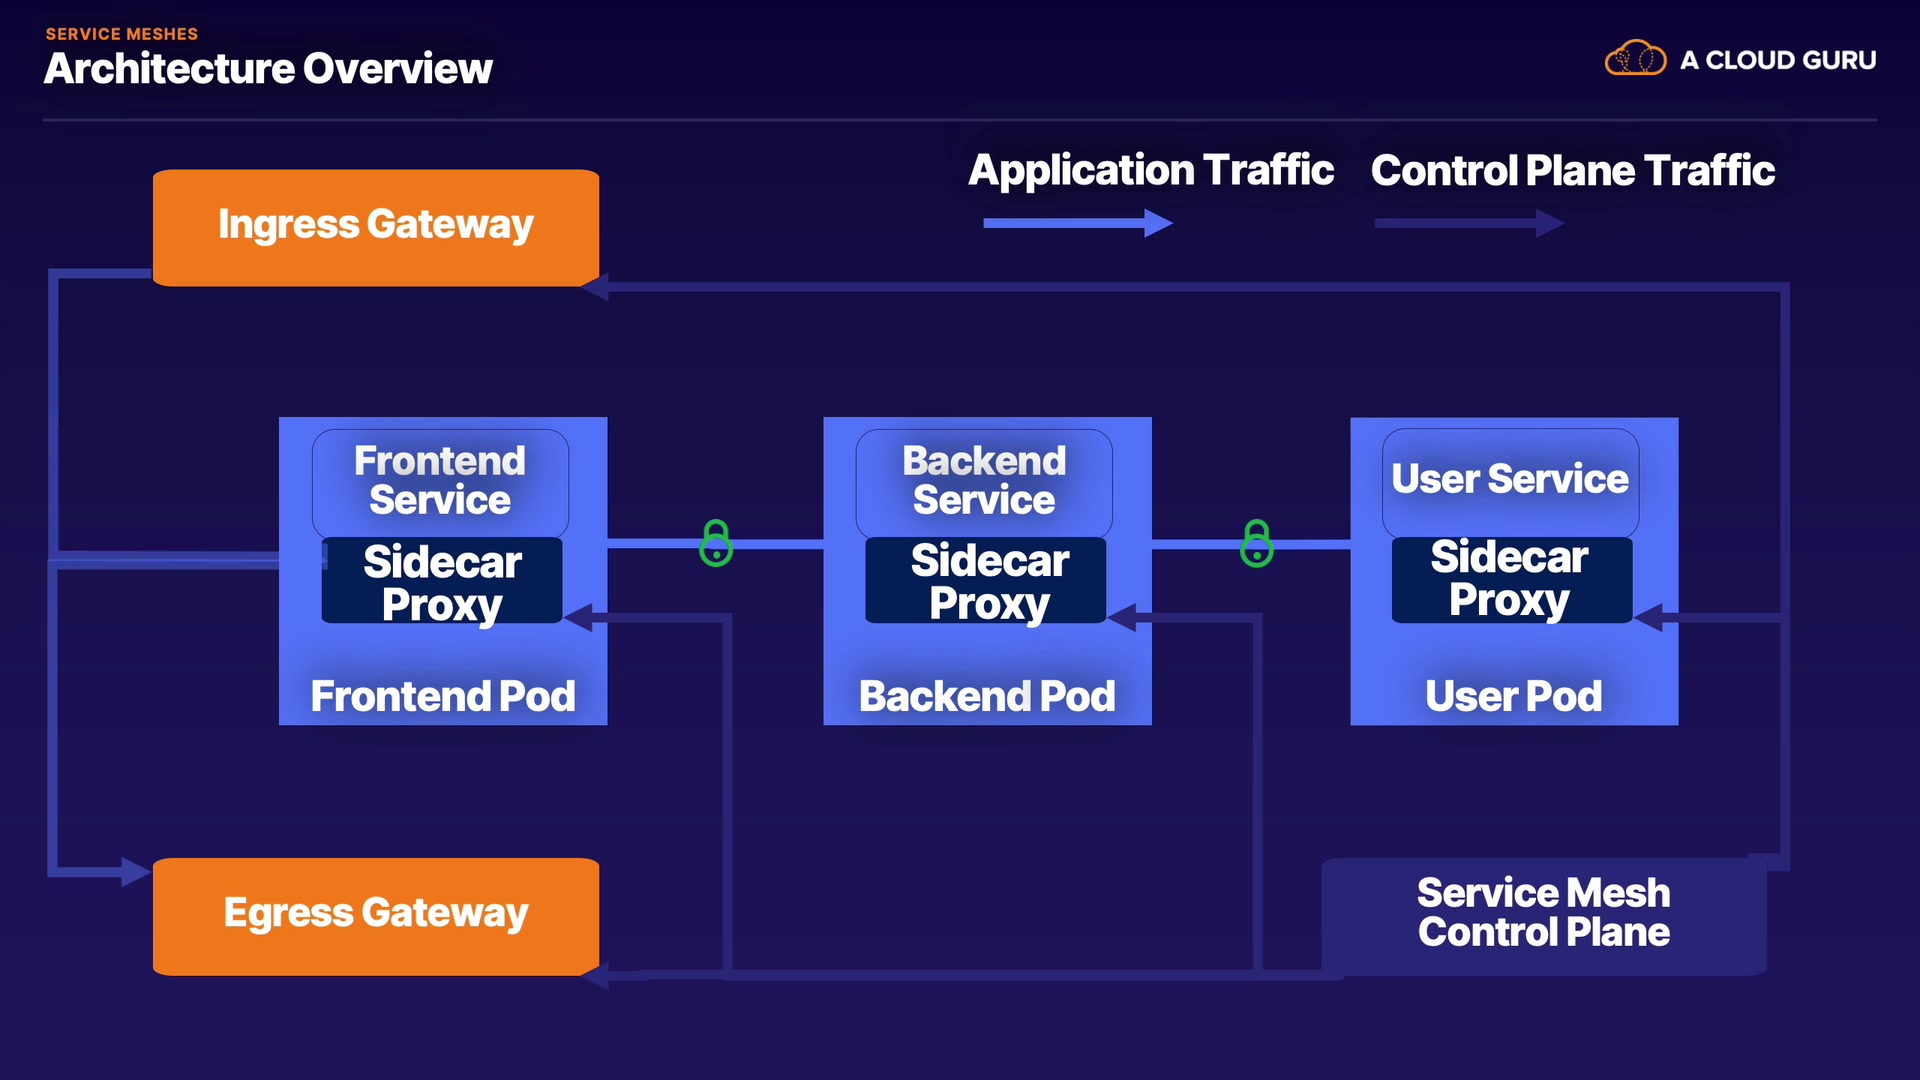 SERVICE MESHES
Architecture Overview
A CLOUD GURU
Application Traffic
Control Plane Traffic
Ingress Gateway
Frontend
Service
Sidecar
Proxy
Frontend Pod
Backend
Service
Sidecar
Proxy
Backend Pod
User Service
Sidecar
Proxy
User Pod
Egress Gateway
Service Mesh
Control Plane